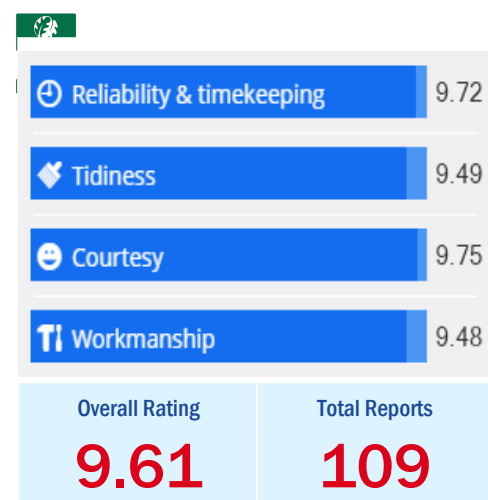 Reliability & timekeeping 9.72
Tidiness 9.49
Courtesy 9.75
Workmanship 9.48
Overall Rating Total Reports
9.61 109